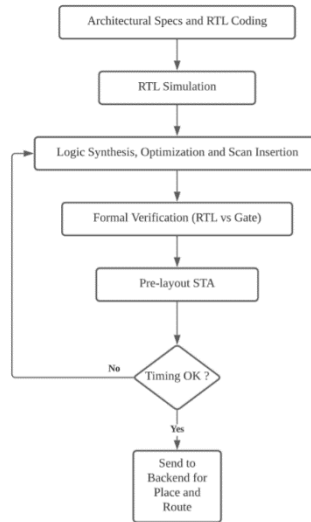 Architectural Specs and RTL Coding
RTL Simulation
Logic Synthesis, Optimization and Scan Insertion
Formal Verification (RTL vs Gate)
Pre-layout STA
No
Timing OK ?
Yes
Send to
Backend for
Place and
Route